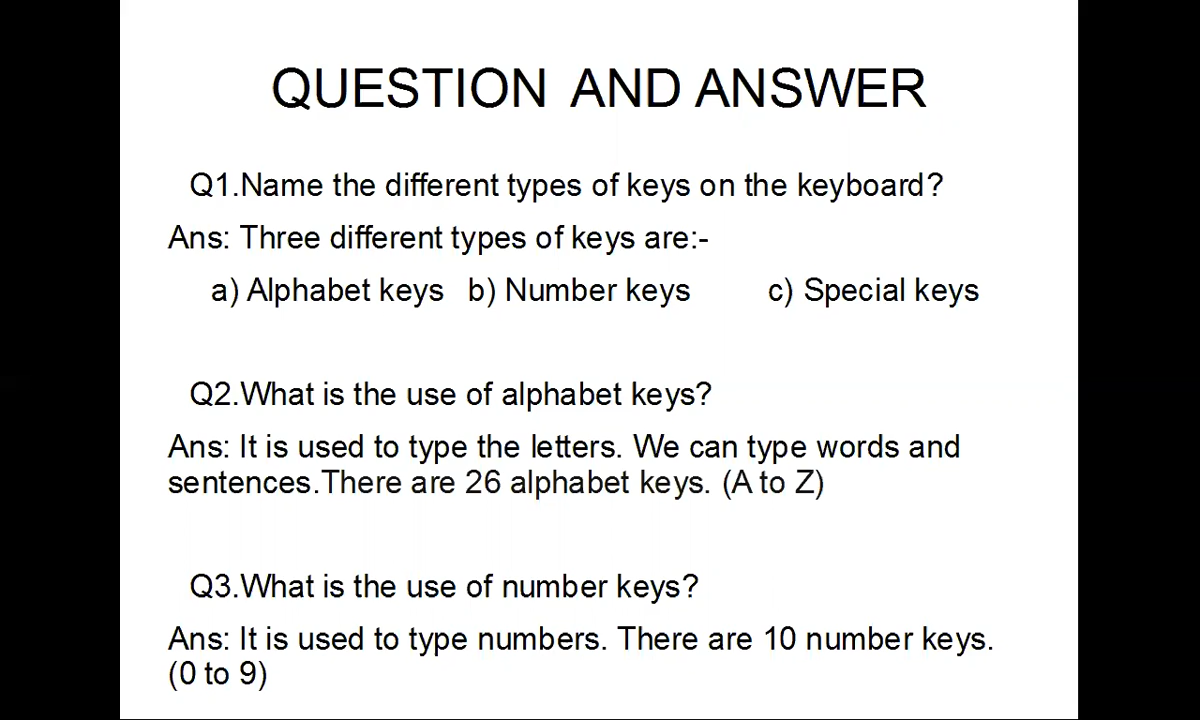 QUESTION AND ANSWER
Q1.Name the different types of keys on the keyboard?
Ans: Three different types of keys are:-
a) Alphabet keys b) Number keys c) Special keys
Q2.What is the use of alphabet keys?
Ans: It is used to type the letters. We can type words and
sentences.There are 26 alphabet keys. (A to Z)
Q3.What is the use of number keys?
Ans: It is used to type numbers. There are 10 number keys.
(0 to 9)